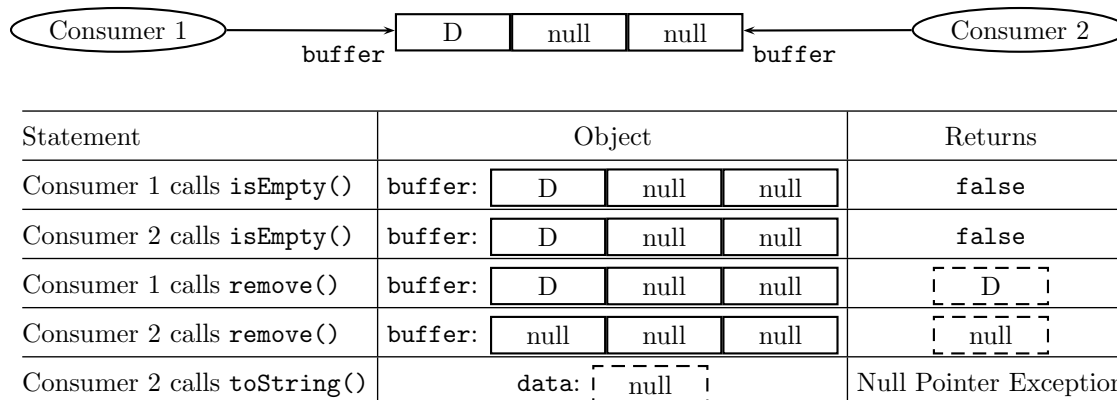 Consumer 1 D null null Consumer 2
buffer buffer
Statement Object Returns
Consumer 1 calls isEmpty() buffer: D null null false
Consumer 2 calls isEmpty() buffer: D null null false
Consumer 1 calls remove() buffer: D null null D
Consumer 2 calls remove() buffer: null null null null
Consumer 2 calls toString() data: null Null Pointer Exception